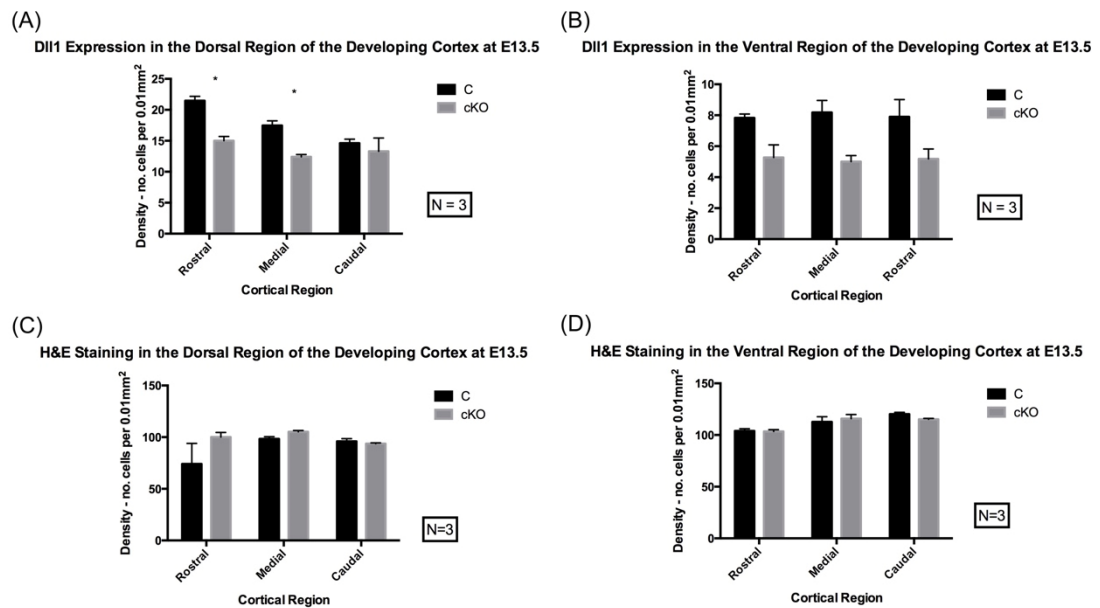 (A)
Dll1 Expression in the Dorsal Region of the Developing Cortex at E13.5
Density - no. cells per 0.01mm²
25
20
15
10
5
0
*
*
C
cKO
N = 3
Rostral
Medial
Caudal
Cortical Region
(B)
Dll1 Expression in the Ventral Region of the Developing Cortex at E13.5
Density - no. cells per 0.01mm²
10
8
6
4
2
0
C
cKO
N = 3
Rostral
Medial
Rostral
Cortical Region
(C)
H&E Staining in the Dorsal Region of the Developing Cortex at E13.5
Density - no. cells per 0.01mm²
150
100
50
0
C
cKO
N=3
Rostral
Medial
Caudal
Cortical Region
(D)
H&E Staining in the Ventral Region of the Developing Cortex at E13.5
Density - no. cells per 0.01mm²
150
100
50
0
C
cKO
N=3
Rostral
Medial
Caudal
Cortical Region